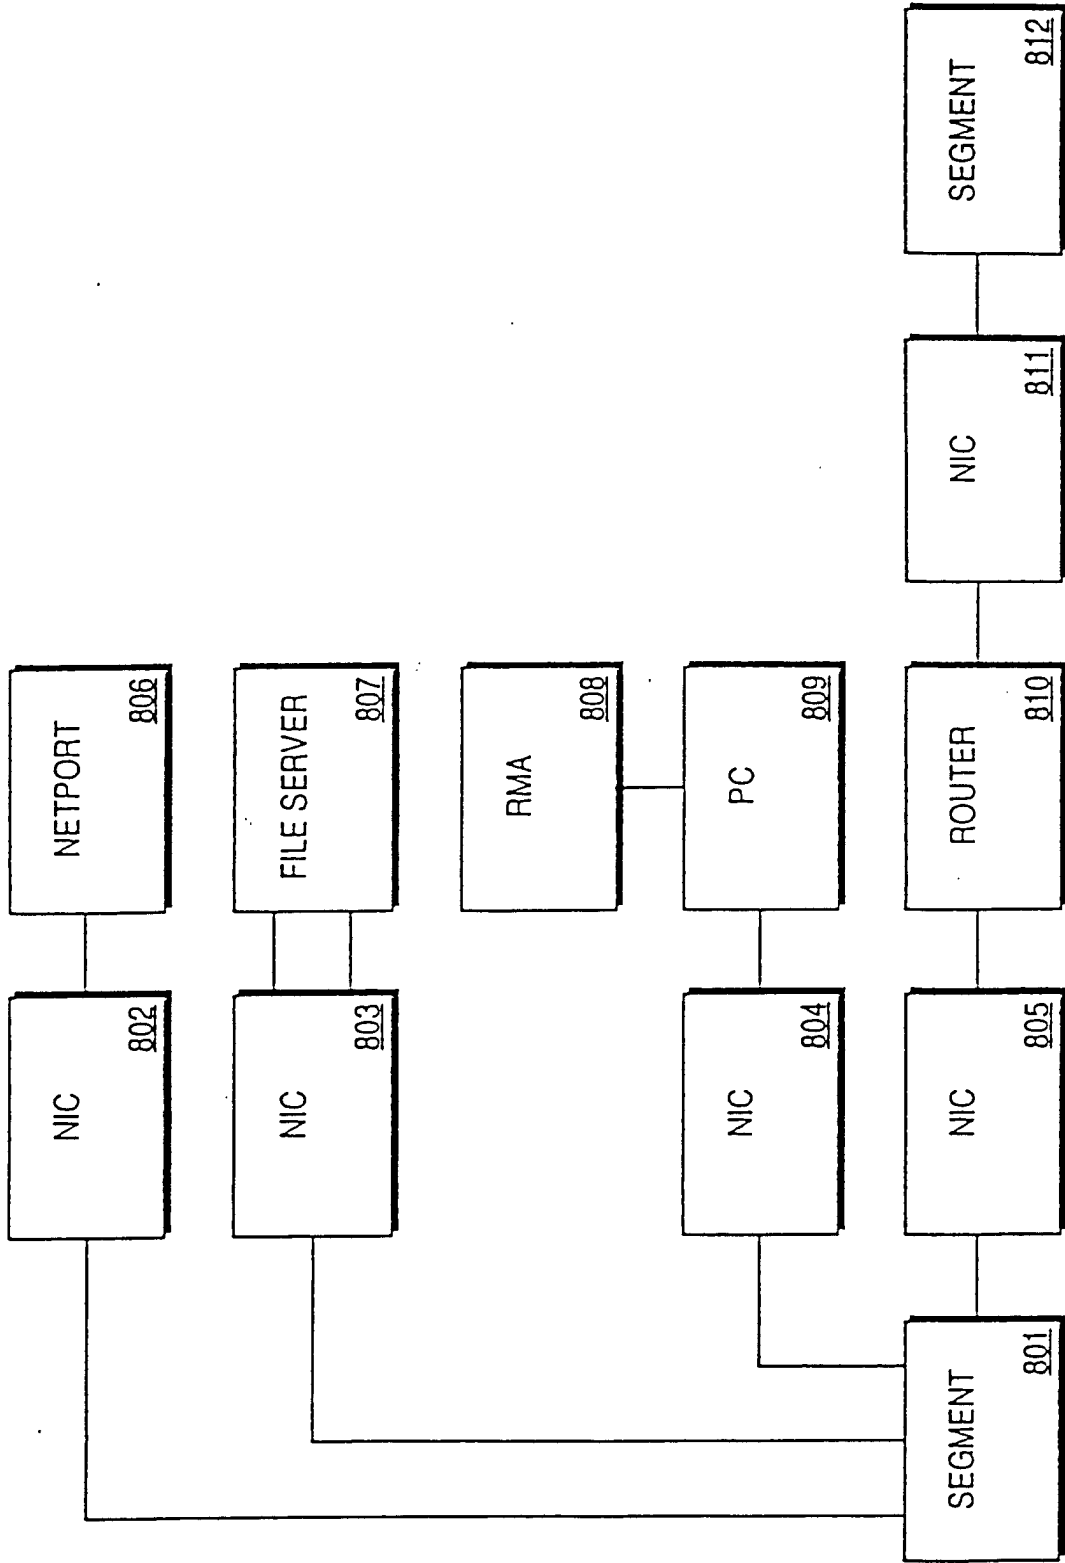 NIC
802
NETPORT
806
NIC
803
FILE SERVER
807
RMA
808
NIC
804
PC
809
SEGMENT
801
NIC
805
ROUTER
810
NIC
811
SEGMENT
812